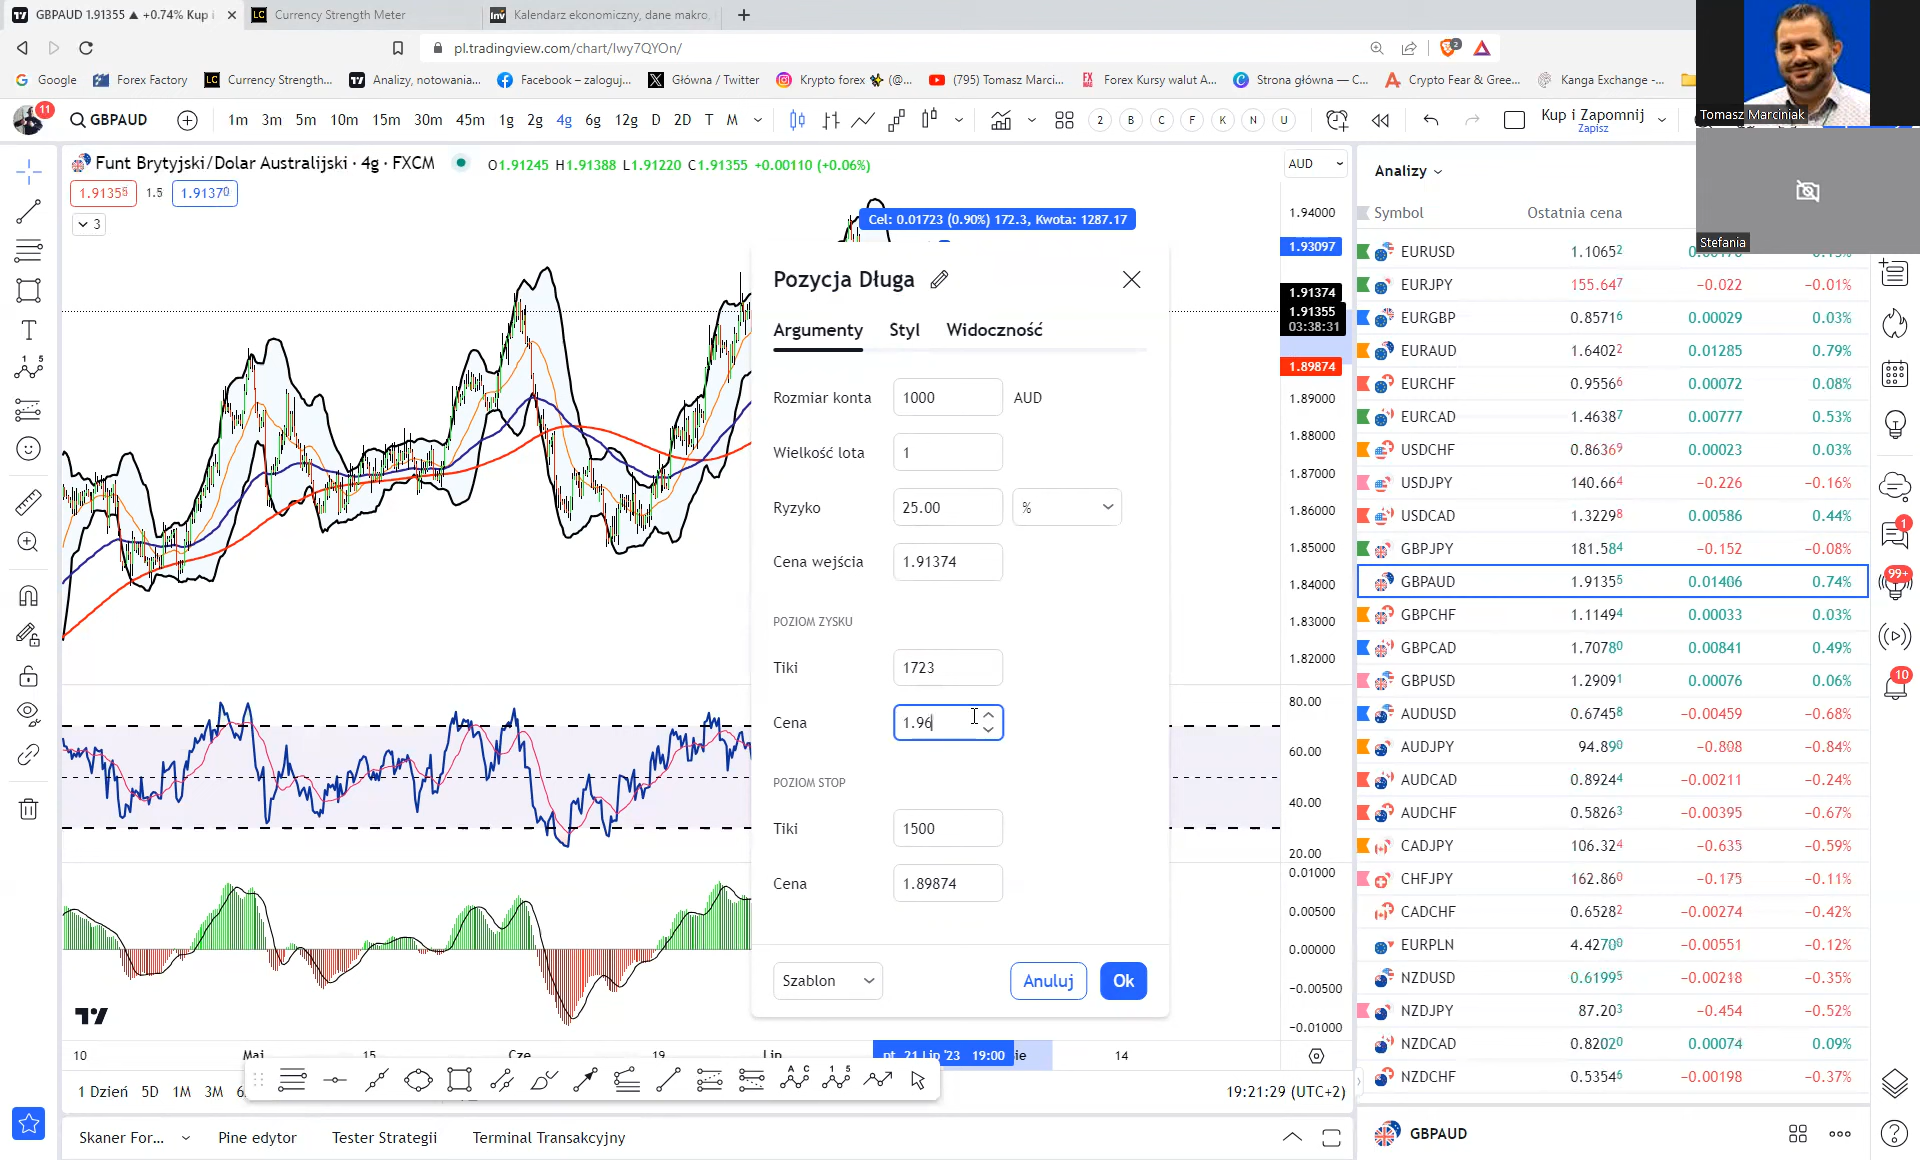 GBPAUD 1.91355 ▲ +0.74% Kup i
Currency Strength Meter
Kalendarz ekonomiczny, dane makro,
pl.tradingview.com/chart/Iwy7QYOn/
2
Google
Forex Factory
Currency Strength...
Analizy, notowania...
Facebook – zaloguj...
Główna / Twitter
Krypto forex (@...
(795) Tomasz Marci...
Forex Kursy walut A...
Strona główna — C...
Crypto Fear & Gree...
Kanga Exchange -...
Tomasz Marciniak
Stefania
11
GBPAUD
1m 3m 5m 10m 15m 30m 45m 1g 2g 4g 6g 12g D 2D T M
2 B C F K N U
Kup i Zapomnij
Zapisz
Funt Brytyjski/Dolar Australijski · 4g · FXCM
O1.91245 H1.91388 L1.91220 C1.91355 +0.00110 (+0.06%)
AUD
1.91355 1.5 1.91370
3
Cel: 0.01723 (0.90%) 172.3, Kwota: 1287.17
1.94000
1.93097
1.91374
1.91355
03:38:31
1.89874
1.89000
1.88000
1.87000
1.86000
1.85000
1.84000
1.83000
1.82000
80.00
60.00
40.00
20.00
0.01000
0.00500
0.00000
−0.00500
−0.01000
Pozycja Długa
Argumenty Styl Widoczność
Rozmiar konta 1000 AUD
Wielkość lota 1
Ryzyko 25.00 %
Cena wejścia 1.91374
POZIOM ZYSKU
Tiki 1723
Cena 1.96
POZIOM STOP
Tiki 1500
Cena 1.89874
Szablon Anuluj Ok
10 Maj 15 Cze 19 Lip pt. 21 Lip '23 19:00 ie 14
1 Dzień 5D 1M 3M 6
19:21:29 (UTC+2)
Skaner For... Pine edytor Tester Strategii Terminal Transakcyjny
Analizy
Symbol Ostatnia cena
EURUSD 1.10652
EURJPY 155.647 −0.022 −0.01%
EURGBP 0.85716 0.00029 0.03%
EURAUD 1.64022 0.01285 0.79%
EURCHF 0.95566 0.00072 0.08%
EURCAD 1.46387 0.00777 0.53%
USDCHF 0.86369 0.00023 0.03%
USDJPY 140.664 −0.226 −0.16%
USDCAD 1.32298 0.00586 0.44%
GBPJPY 181.584 −0.152 −0.08%
GBPAUD 1.91355 0.01406 0.74%
GBPCHF 1.11494 0.00033 0.03%
GBPCAD 1.70780 0.00841 0.49%
GBPUSD 1.29091 0.00076 0.06%
AUDUSD 0.67458 −0.00459 −0.68%
AUDJPY 94.890 −0.808 −0.84%
AUDCAD 0.89244 −0.00211 −0.24%
AUDCHF 0.58263 −0.00395 −0.67%
CADJPY 106.324 −0.635 −0.59%
CHFJPY 162.860 −0.175 −0.11%
CADCHF 0.65282 −0.00274 −0.42%
EURPLN 4.42700 −0.00551 −0.12%
NZDUSD 0.61995 −0.00218 −0.35%
NZDJPY 87.203 −0.454 −0.52%
NZDCAD 0.82020 0.00074 0.09%
NZDCHF 0.53546 −0.00198 −0.37%
GBPAUD
1
99+
10